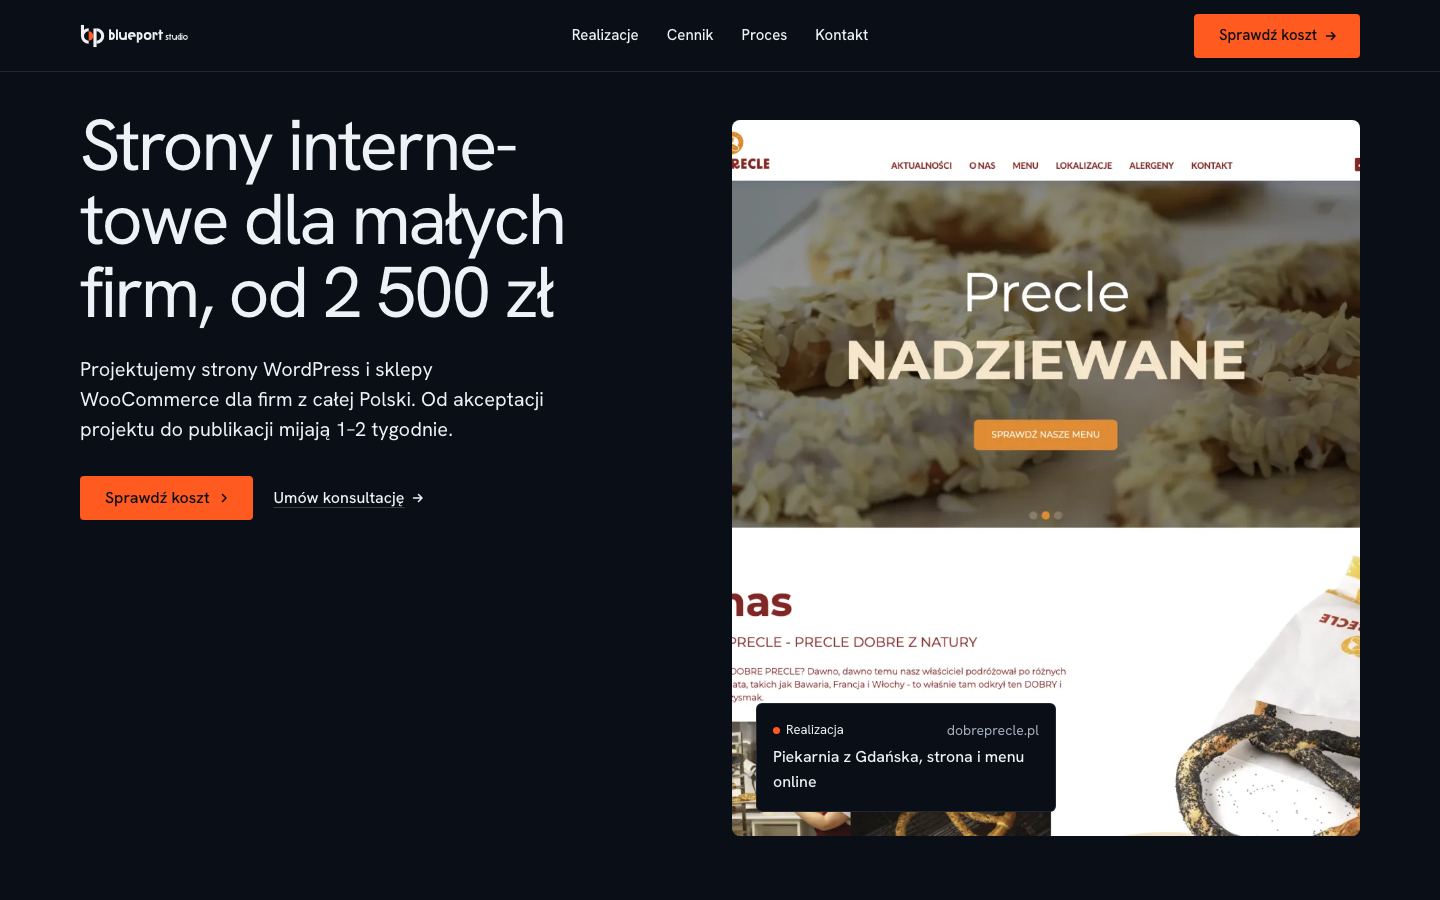 blueport studio
Realizacje
Cennik
Proces
Kontakt
Sprawdź koszt →
Strony interne-
towe dla małych
firm, od 2 500 zł
Projektujemy strony WordPress i sklepy
WooCommerce dla firm z całej Polski. Od akceptacji
projektu do publikacji mijają 1–2 tygodnie.
Sprawdź koszt
Umów konsultację →
RECLE
AKTUALNOŚCI
O NAS
MENU
LOKALIZACJE
ALERGENY
KONTAKT
Precle
NADZIEWANE
SPRAWDŹ NASZE MENU
nas
PRECLE - PRECLE DOBRE Z NATURY
DOBRE PRECLE? Dawno, dawno temu nasz właściciel podróżował po różnych
ata, takich jak Bawaria, Francja i Włochy - to właśnie tam odkrył ten DOBRY i
zysmak.
Realizacja
dobreprecle.pl
Piekarnia z Gdańska, strona i menu
online